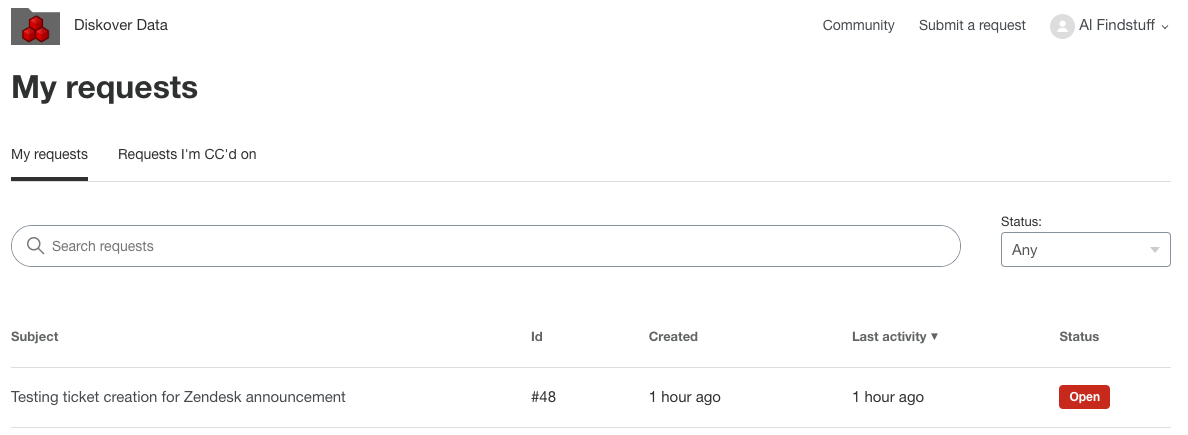 Diskover Data
Community Submit a request Al Findstuff
My requests
My requests Requests I'm CC'd on
Status:
Search requests Any
Subject Id Created Last activity ▼ Status
Testing ticket creation for Zendesk announcement #48 1 hour ago 1 hour ago Open